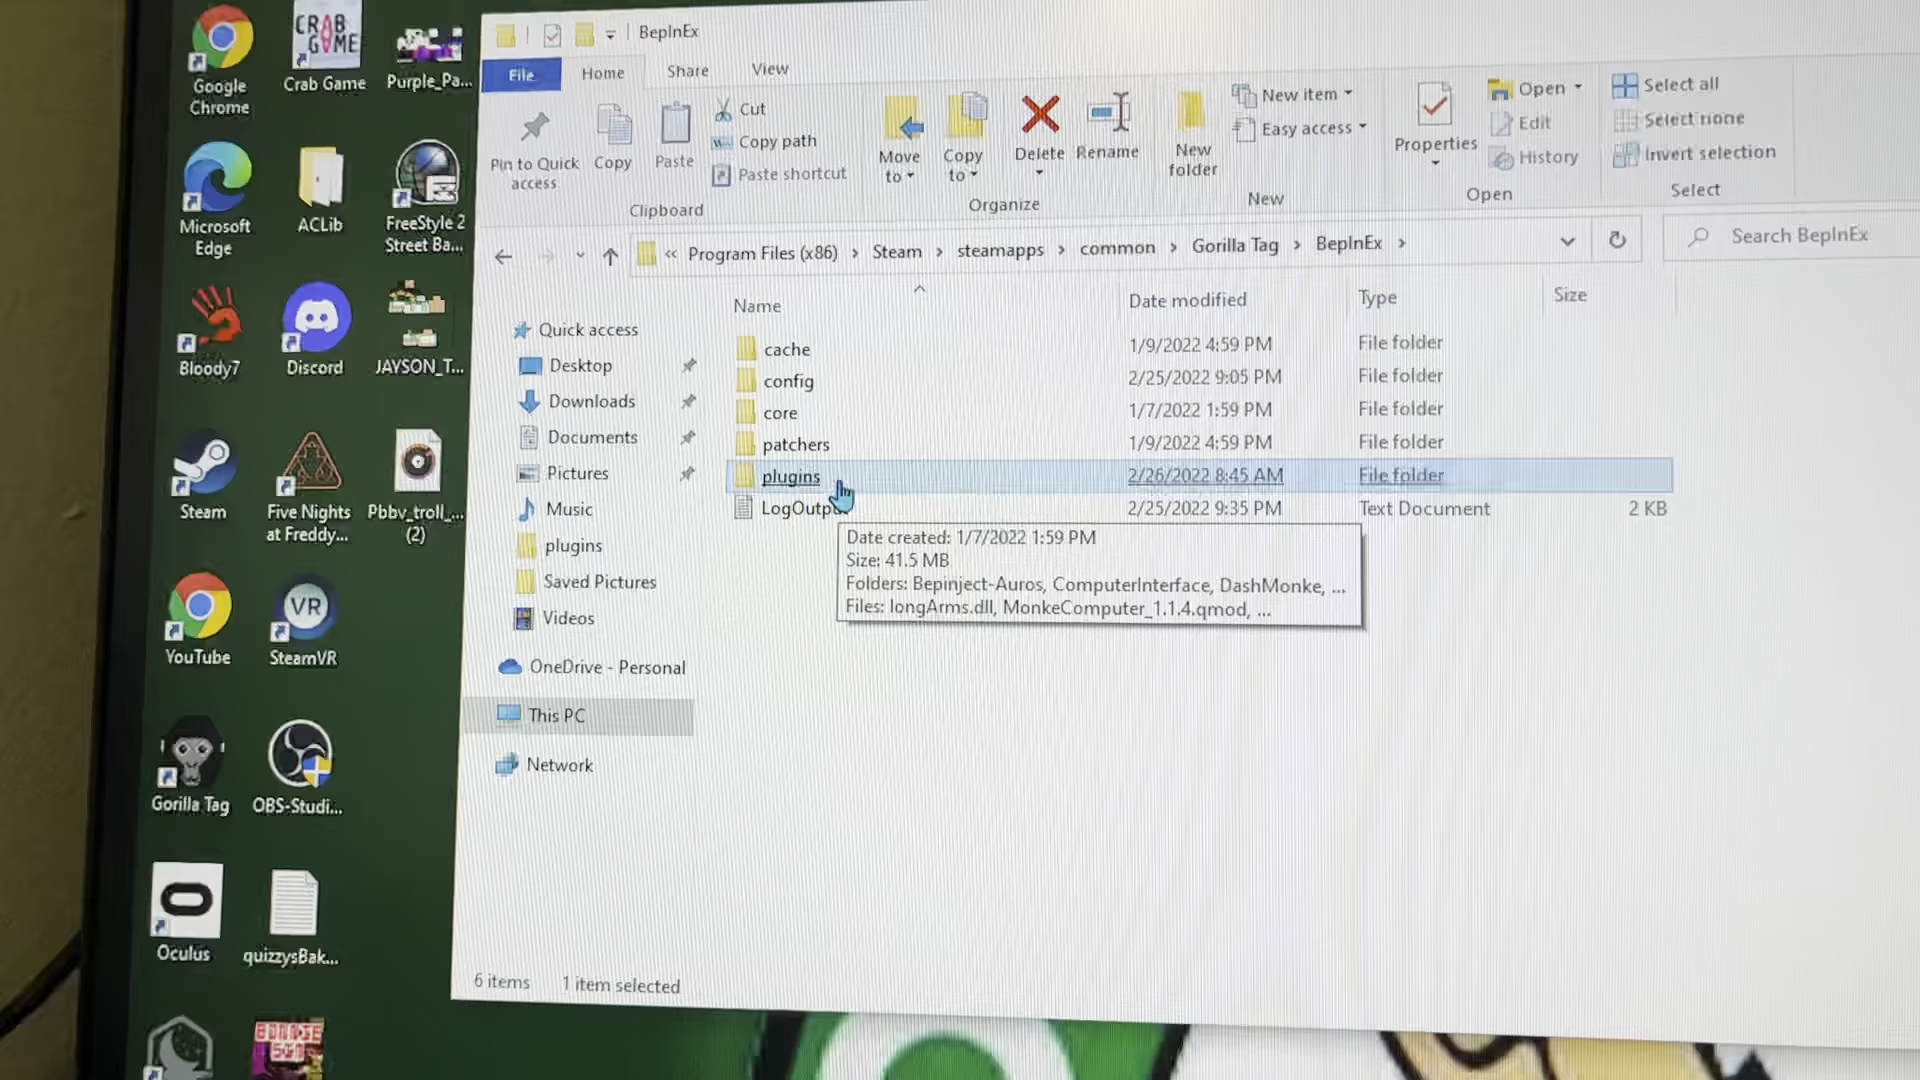 BepInEx
File
Home
Share
View
Pin to Quick access
Copy
Paste
Cut
Copy path
Paste shortcut
Clipboard
Move to
Copy to
Delete
Rename
Organize
New folder
New item
Easy access
New
Properties
Open
Edit
History
Open
Select all
Select none
Invert selection
Select
« Program Files (x86) > Steam > steamapps > common > Gorilla Tag > BepInEx >
Search BepInEx
Name
Date modified
Type
Size
Quick access
Desktop
Downloads
Documents
Pictures
Music
plugins
Saved Pictures
Videos
OneDrive - Personal
This PC
Network
cache 1/9/2022 4:59 PM File folder
config 2/25/2022 9:05 PM File folder
core 1/7/2022 1:59 PM File folder
patchers 1/9/2022 4:59 PM File folder
plugins 2/26/2022 8:45 AM File folder
LogOutput 2/25/2022 9:35 PM Text Document 2 KB
Date created: 1/7/2022 1:59 PM
Size: 41.5 MB
Folders: Bepinject-Auros, ComputerInterface, DashMonke, ...
Files: longArms.dll, MonkeComputer_1.1.4.qmod, ...
6 items 1 item selected
Google Chrome
CRAB GAME
Crab Game
Purple_Pa...
Microsoft Edge
ACLib
FreeStyle 2 Street Ba...
Bloody7
Discord
JAYSON_T...
Steam
Five Nights at Freddy...
Pbbv_troll_... (2)
YouTube
VR
SteamVR
Gorilla Tag
OBS-Studi...
Oculus
quizzysBak...